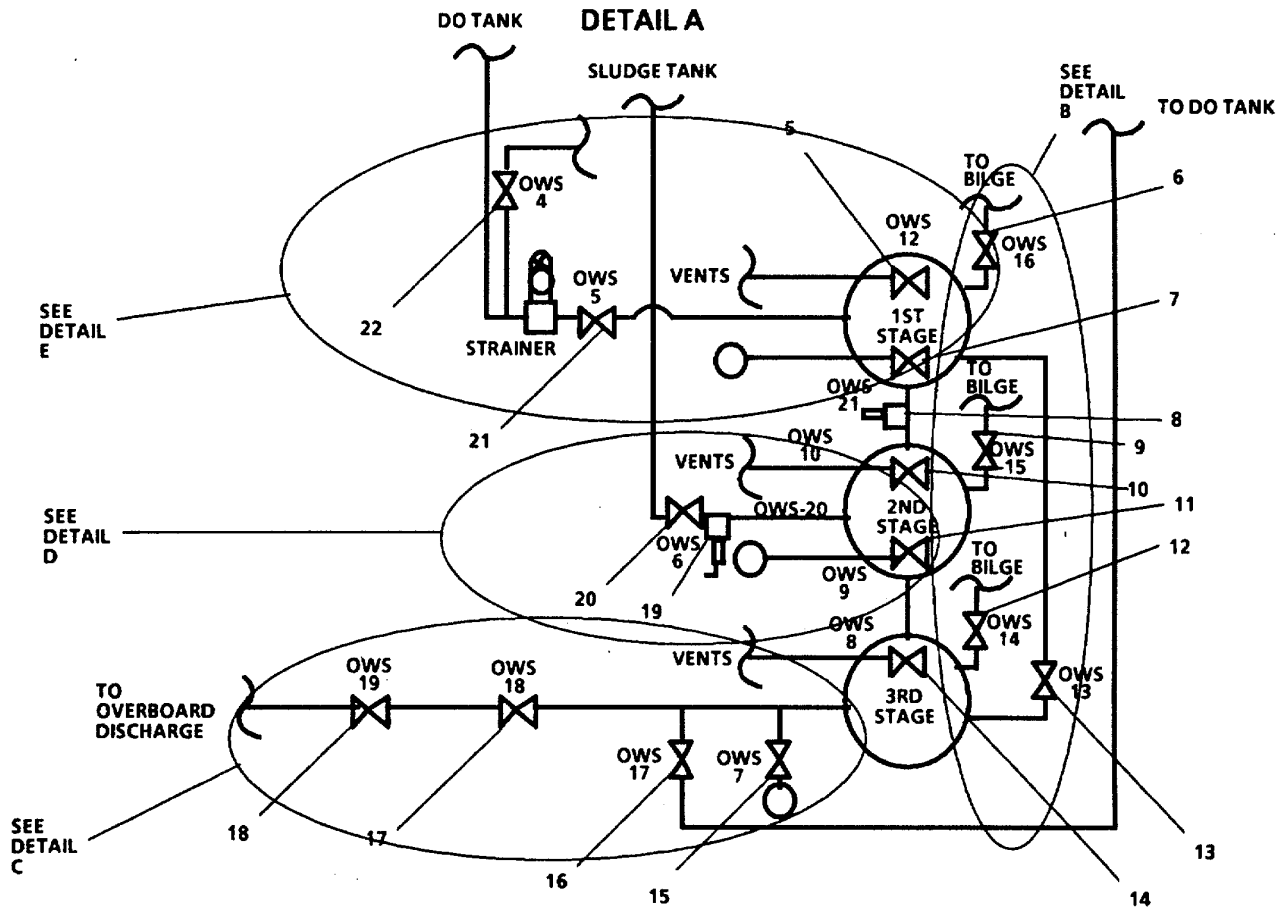 DO TANK
DETAIL A
SLUDGE TANK
SEE
DETAIL
B
TO DO TANK
5
TO
BILGE
6
OWS
4
OWS
12
OWS
16
VENTS
OWS
5
7
SEE
DETAIL
E
22
STRAINER
1ST
STAGE
TO
BILGE
OWS
21
21
8
OWS
10
9
VENTS
OWS
15
10
SEE
DETAIL
D
OWS-20
2ND
STAGE
11
OWS
6
TO
BILGE
12
OWS
9
20
19
OWS
8
OWS
14
VENTS
OWS
19
OWS
18
TO
OVERBOARD
DISCHARGE
3RD
STAGE
OWS
13
OWS
17
OWS
7
SEE
DETAIL
C
18
17
16
15
14
13